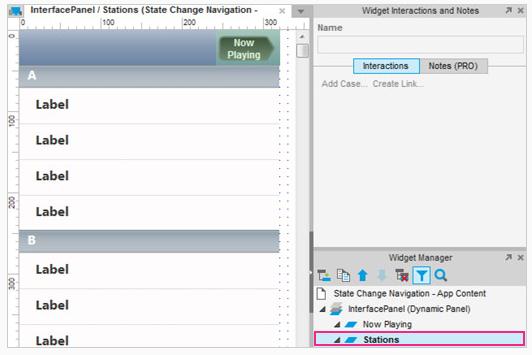 InterfacePanel / Stations (State Change Navigation -
0 100 200 300
0
100
200
300
Now
Playing
A
Label
Label
Label
Label
B
Label
Label
Label
Widget Interactions and Notes
Name
Interactions Notes (PRO)
Add Case... Create Link...
Widget Manager
State Change Navigation - App Content
InterfacePanel (Dynamic Panel)
Now Playing
Stations